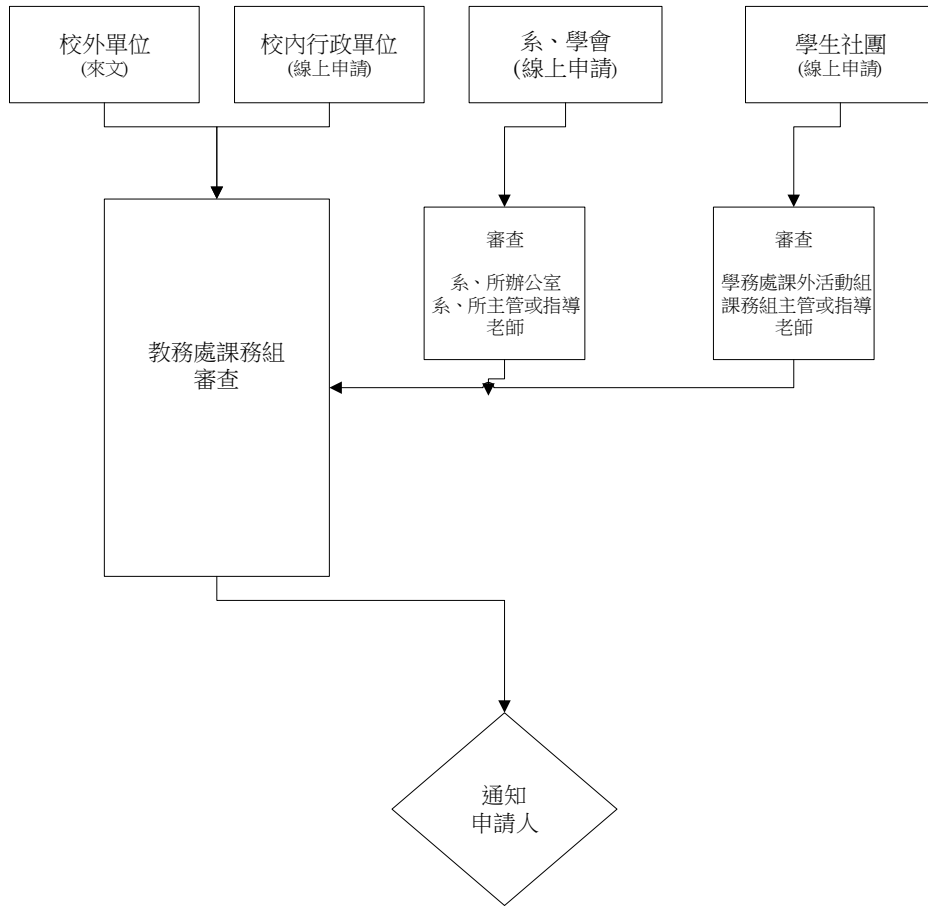 校外單位
(來文)
校內行政單位
(線上申請)
系、學會
(線上申請)
學生社團
(線上申請)
審查
系、所辦公室
系、所主管或指導
老師
審查
學務處課外活動組
課務組主管或指導
老師
教務處課務組
審查
通知
申請人